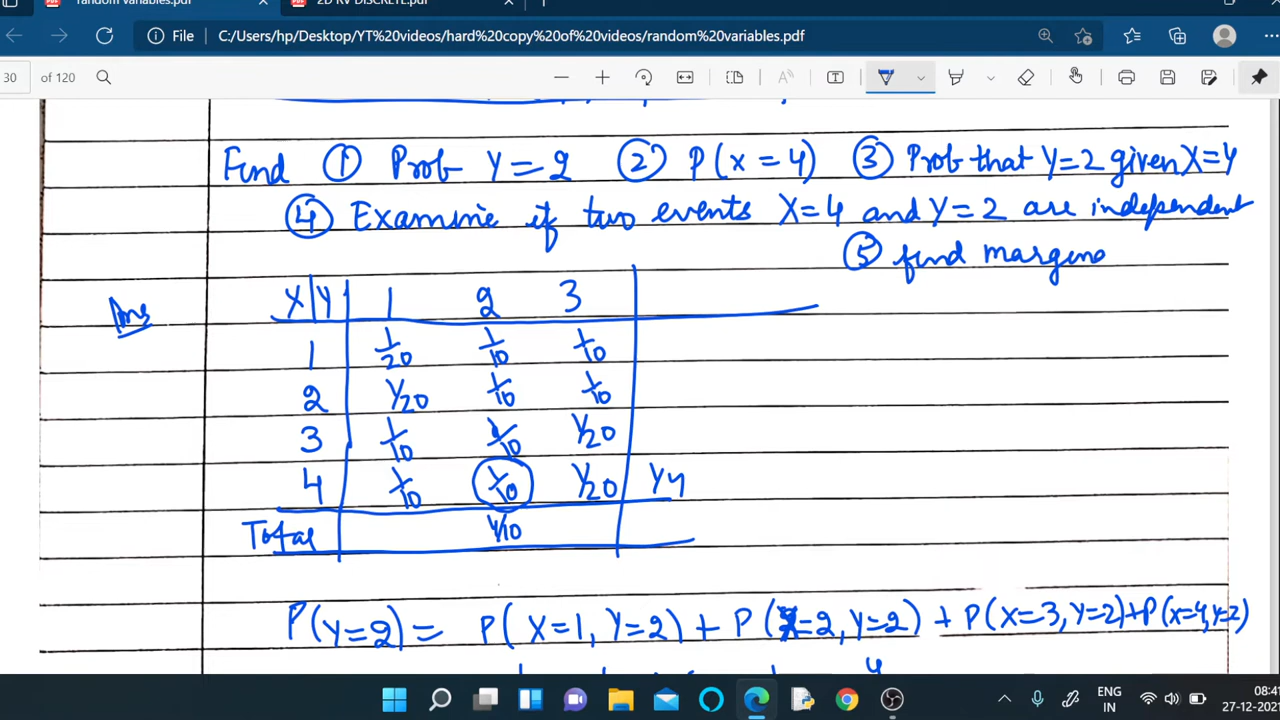 random variables.pdf 2D RV DISCRETE.pdf
File C:/Users/hp/Desktop/YT%20videos/hard%20copy%20of%20videos/random%20variables.pdf
30 of 120
Find ① Prob Y=2 ② P(x=4) ③ Prob that Y=2 given X=4
④ Examine if two events X=4 and Y=2 are independent
⑤ find margina
Ans
X|Y 1 2 3
1 1/20 1/10 1/10
2 1/20 1/10 1/10
3 1/10 1/10 1/20
4 1/10 1/10 1/20 1/4
Total 4/10
P(Y=2) = P(X=1, Y=2) + P(X=2, Y=2) + P(X=3, Y=2) + P(X=4, Y=2)
4
ENG
IN
08:41
27-12-202